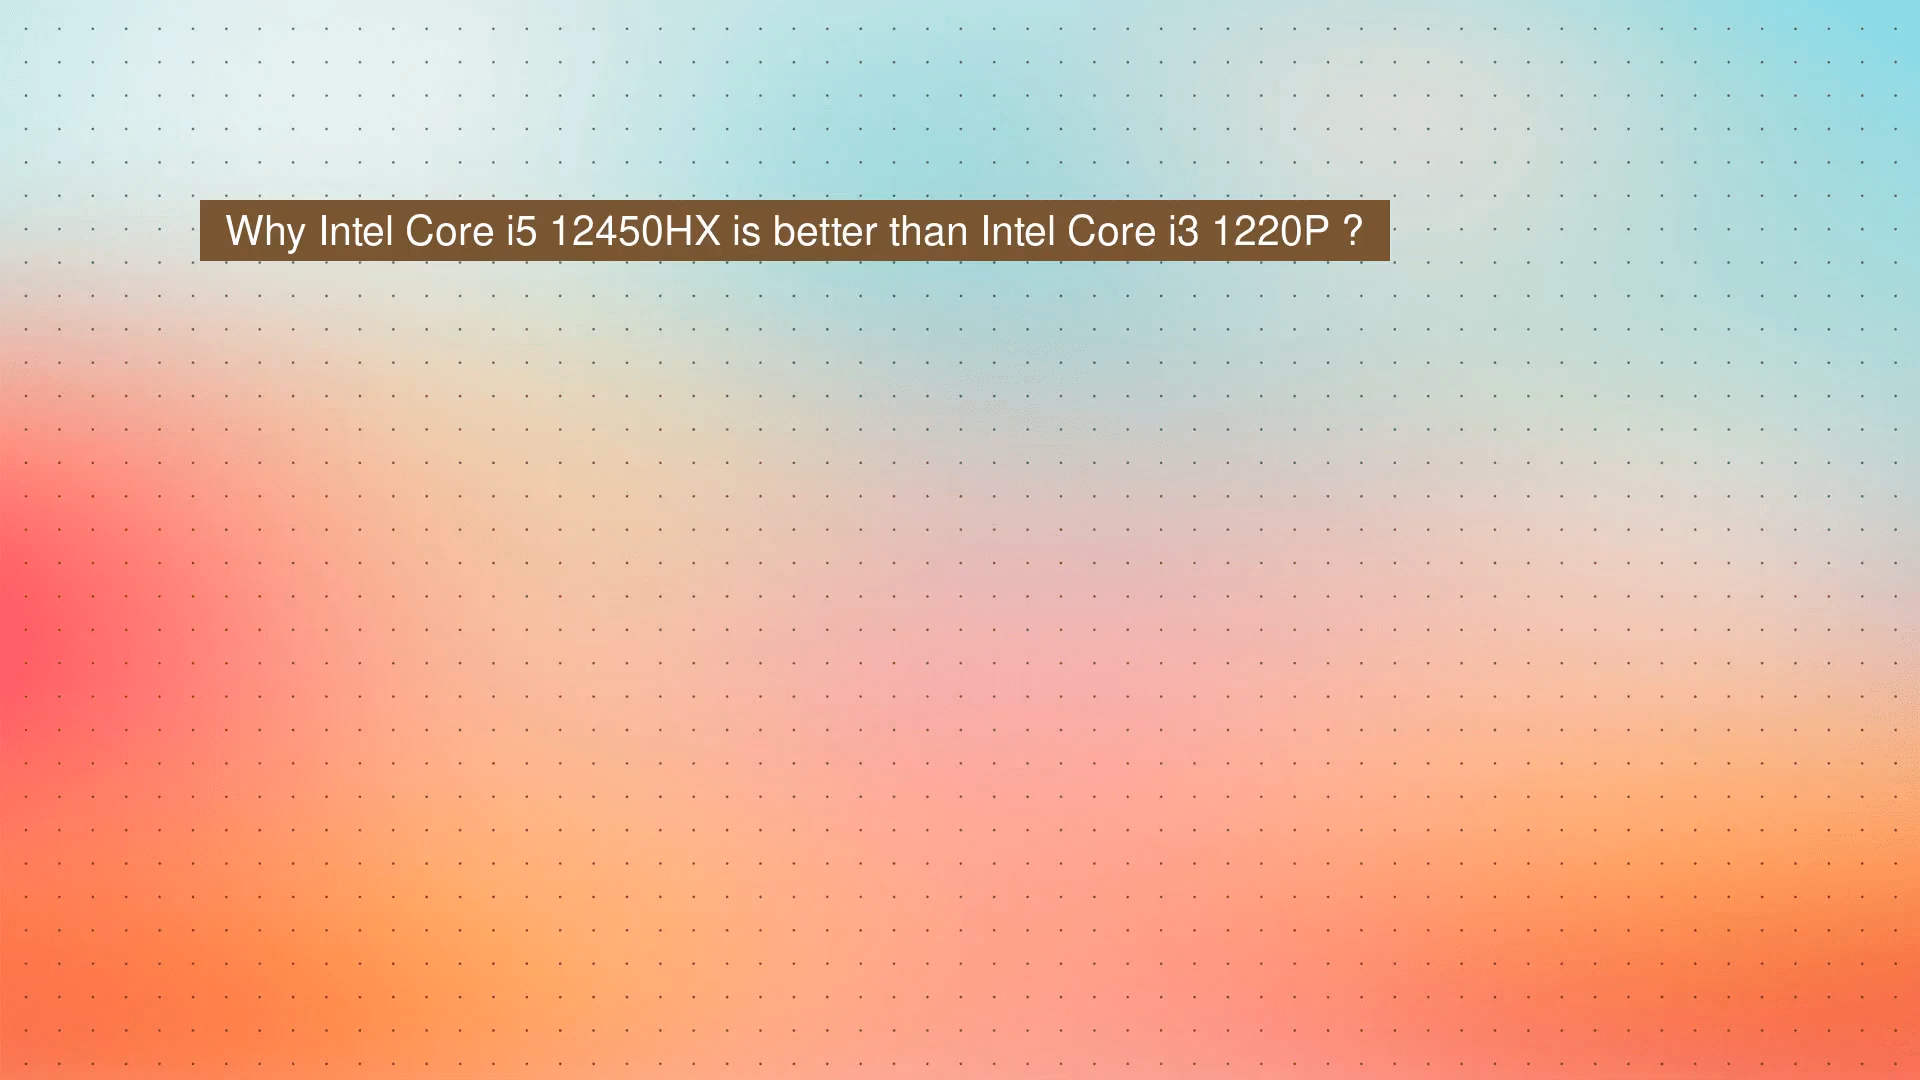 Why Intel Core i5 12450HX is better than Intel Core i3 1220P ?